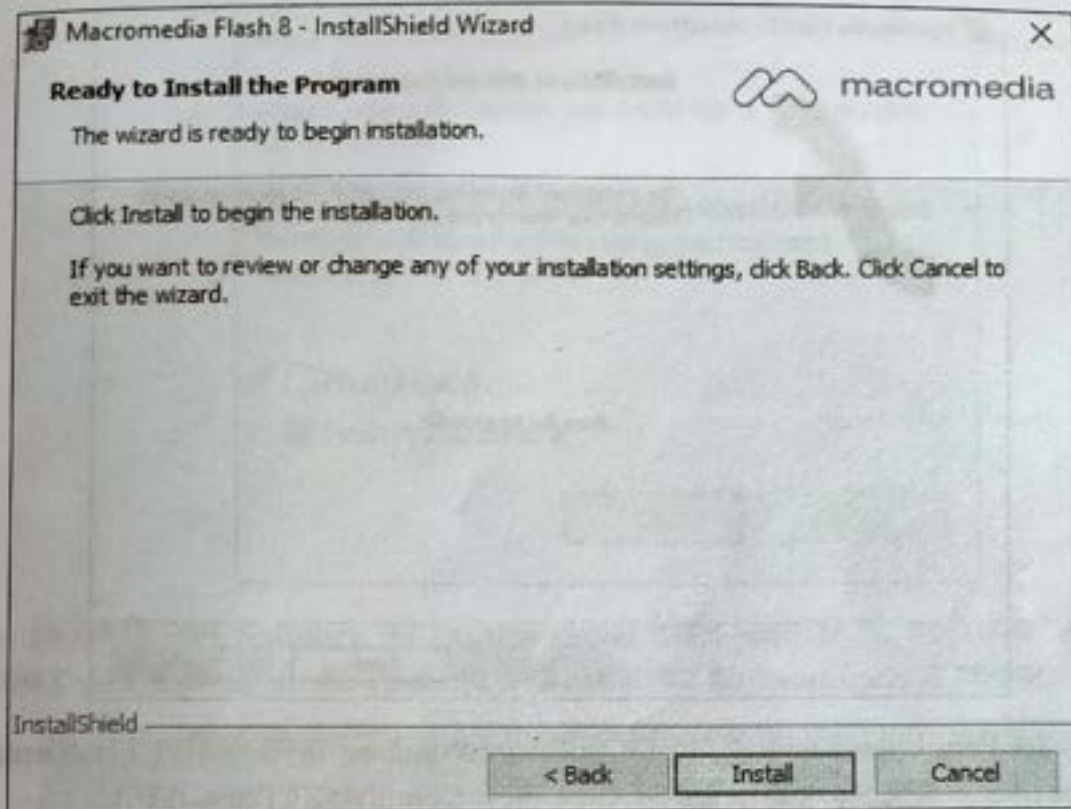 Macromedia Flash 8 - InstallShield Wizard
Ready to Install the Program
macromedia
The wizard is ready to begin installation.
Click Install to begin the installation.
If you want to review or change any of your installation settings, click Back. Click Cancel to
exit the wizard.
InstallShield
< Back
Install
Cancel